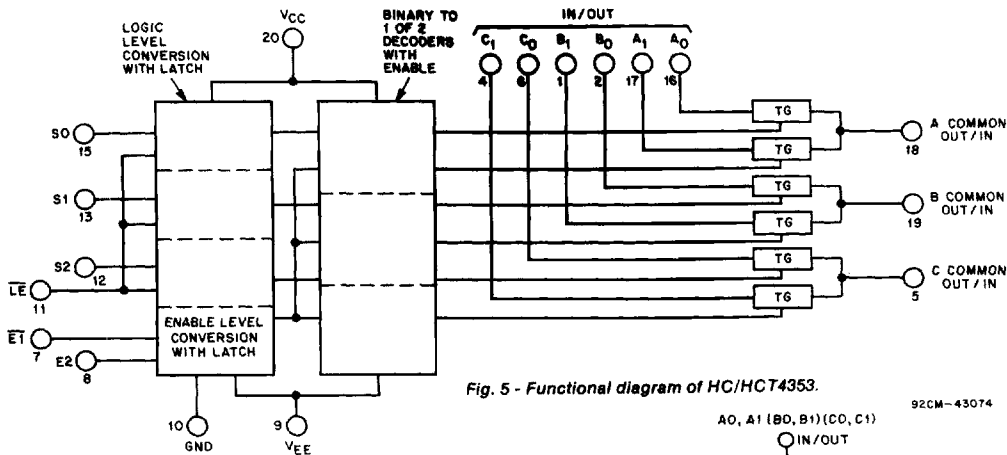 LOGIC
LEVEL
CONVERSION
WITH LATCH
VCC
20
BINARY TO
1 OF 2
DECODERS
WITH
ENABLE
IN/OUT
C1 C0 B1 B0 A1 A0
4 6 1 2 17 16
S0
15
S1
13
S2
12
LE
11
E1
7
E2
8
ENABLE LEVEL
CONVERSION
WITH LATCH
10
GND
9
VEE
TG
TG
TG
TG
TG
TG
A COMMON
OUT/IN
18
B COMMON
OUT/IN
19
C COMMON
OUT/IN
5
Fig. 5 - Functional diagram of HC/HCT4353.
92CM-43074
A0, A1 (B0, B1)(C0, C1)
IN/OUT